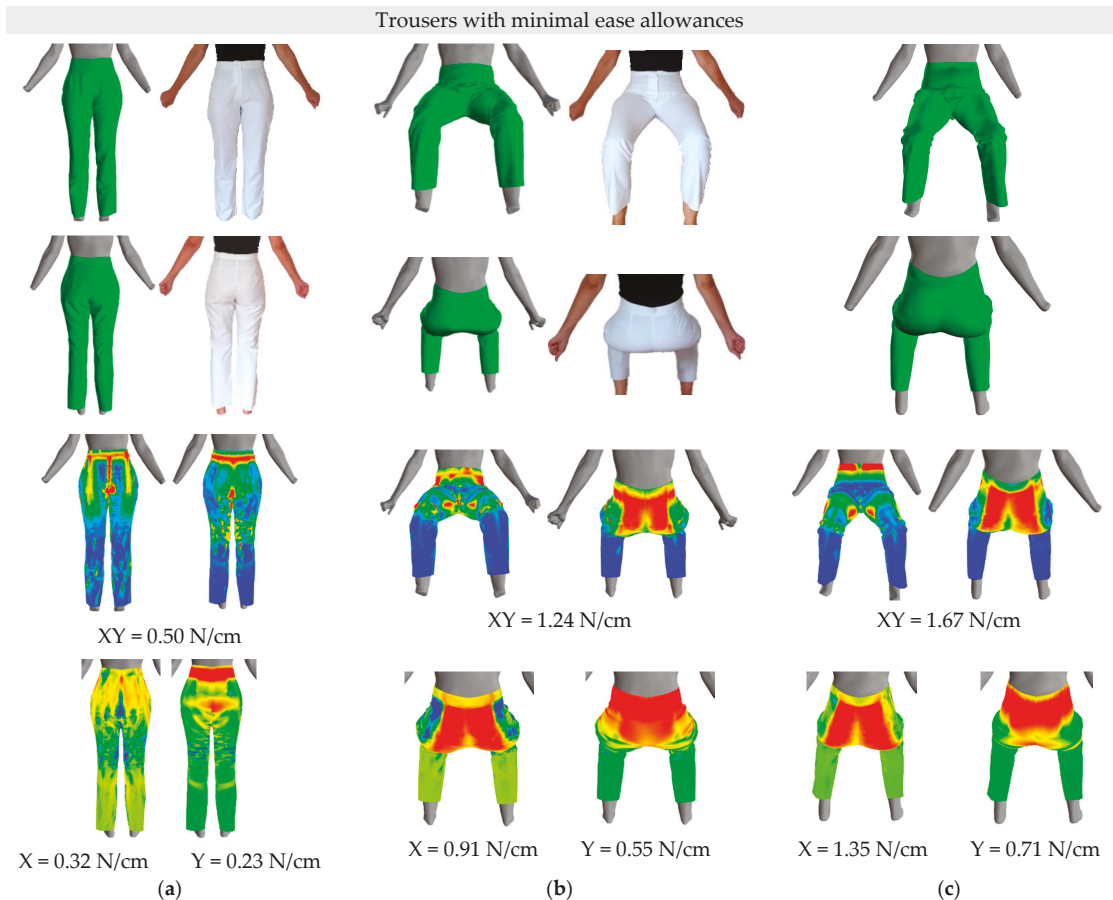 Trousers with minimal ease allowances
XY = 0.50 N/cm
XY = 1.24 N/cm
XY = 1.67 N/cm
X = 0.32 N/cm
Y = 0.23 N/cm
X = 0.91 N/cm
Y = 0.55 N/cm
X = 1.35 N/cm
Y = 0.71 N/cm
(a)
(b)
(c)